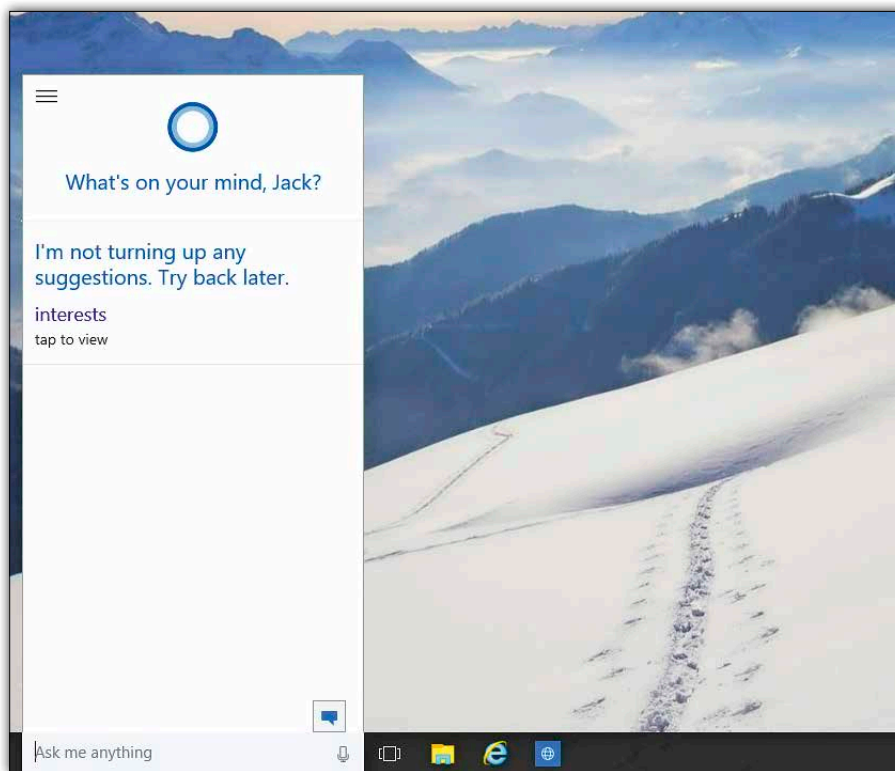 What's on your mind, Jack?
I'm not turning up any
suggestions. Try back later.
interests
tap to view
Ask me anything